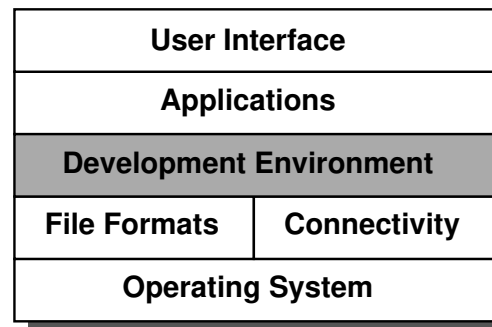 User Interface
Applications
Development Environment
File Formats Connectivity
Operating System